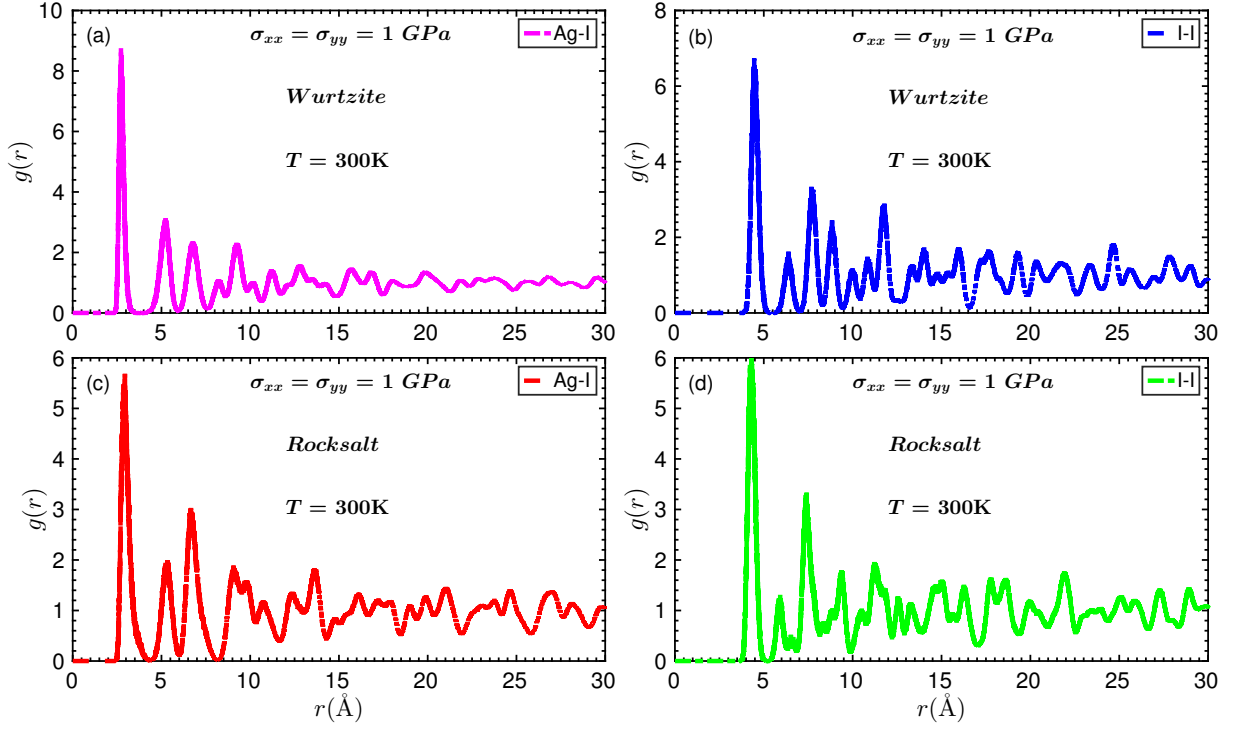 (a)
σxx = σyy = 1 GPa
Ag-I
Wurtzite
T = 300K
g(r)
10
8
6
4
2
0
0 5 10 15 20 25 30
(b)
σxx = σyy = 1 GPa
I-I
Wurtzite
T = 300K
g(r)
8
6
4
2
0
0 5 10 15 20 25 30
(c)
σxx = σyy = 1 GPa
Ag-I
Rocksalt
T = 300K
g(r)
6
5
4
3
2
1
0
0 5 10 15 20 25 30
r(Å)
(d)
σxx = σyy = 1 GPa
I-I
Rocksalt
T = 300K
g(r)
6
5
4
3
2
1
0
0 5 10 15 20 25 30
r(Å)